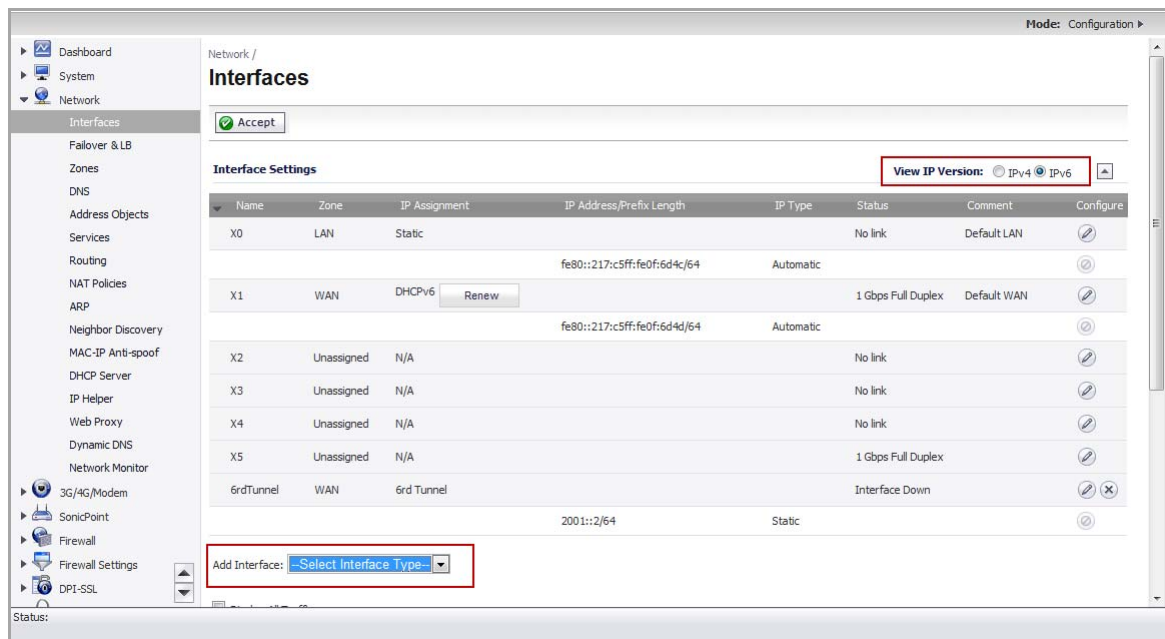 Mode: Configuration
Dashboard
System
Network
Interfaces
Failover & LB
Zones
DNS
Address Objects
Services
Routing
NAT Policies
ARP
Neighbor Discovery
MAC-IP Anti-spoof
DHCP Server
IP Helper
Web Proxy
Dynamic DNS
Network Monitor
3G/4G/Modem
SonicPoint
Firewall
Firewall Settings
DPI-SSL
Network /
Interfaces
Accept
Interface Settings View IP Version: IPv4 IPv6
Name Zone IP Assignment IP Address/Prefix Length IP Type Status Comment Configure
X0 LAN Static No link Default LAN
fe80::217:c5ff:fe0f:6d4c/64 Automatic
X1 WAN DHCPv6 Renew 1 Gbps Full Duplex Default WAN
fe80::217:c5ff:fe0f:6d4d/64 Automatic
X2 Unassigned N/A No link
X3 Unassigned N/A No link
X4 Unassigned N/A No link
X5 Unassigned N/A 1 Gbps Full Duplex
6rdTunnel WAN 6rd Tunnel Interface Down
2001::2/64 Static
Add Interface: --Select Interface Type--
Status: